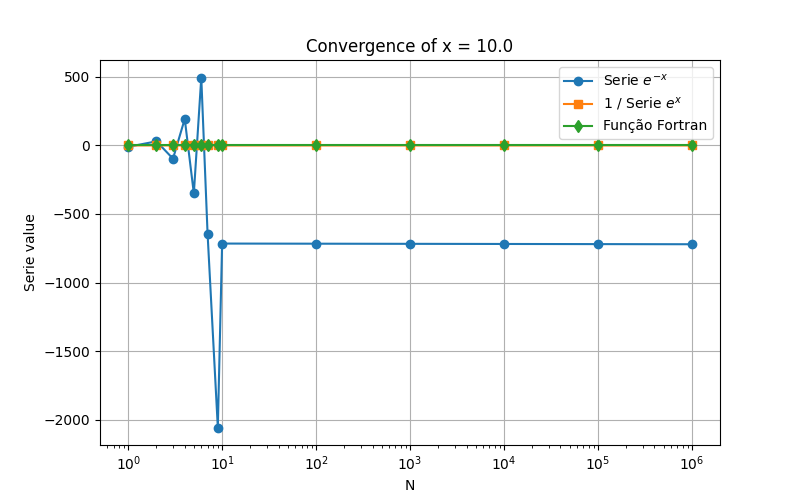 Convergence of x = 10.0
Serie e^{-x}
1 / Serie e^{x}
Função Fortran
500
0
−500
−1000
−1500
−2000
Serie value
10^0
10^1
10^2
10^3
10^4
10^5
10^6
N